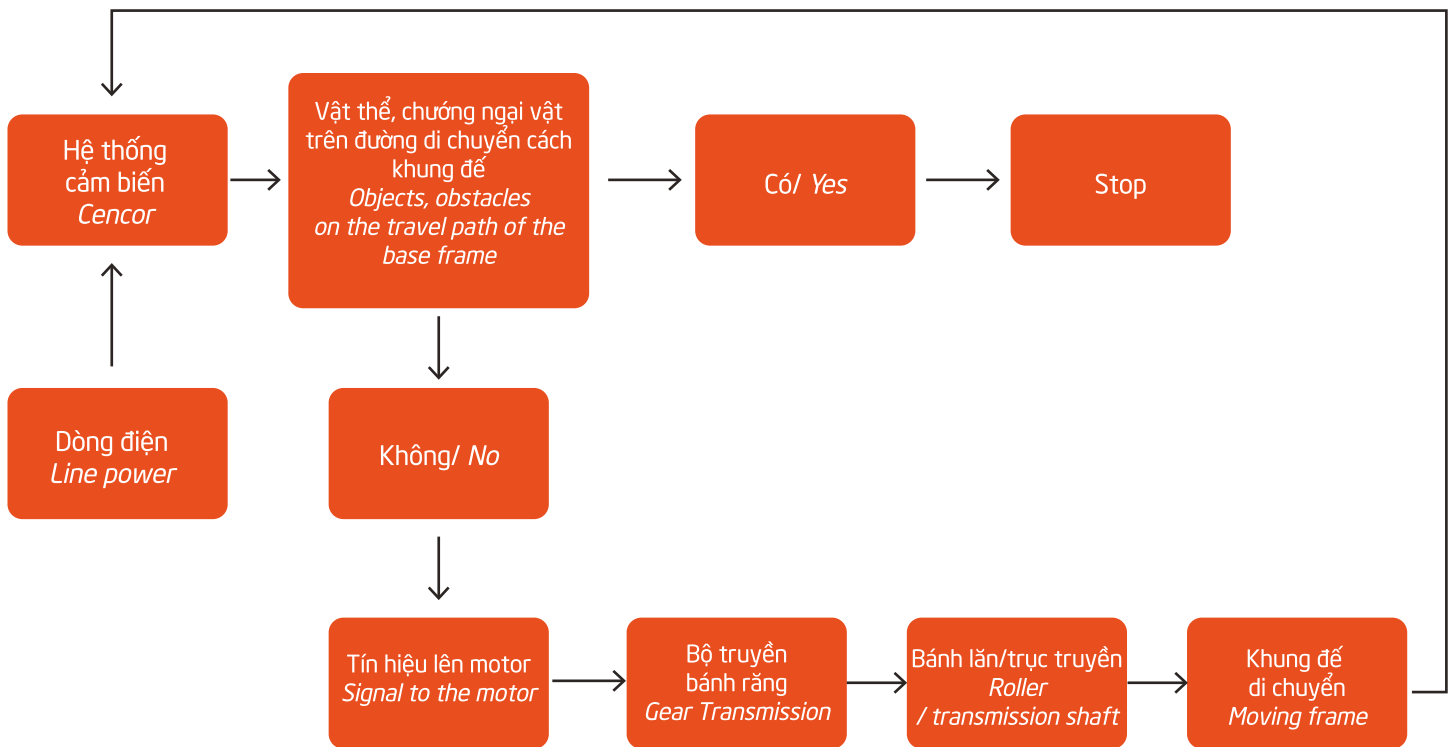 Hệ thống
cảm biến
Cencor
Vật thể, chướng ngại vật
trên đường di chuyển cách
khung đế
Objects, obstacles
on the travel path of the
base frame
Có/ Yes
Stop
Dòng điện
Line power
Không/ No
Tín hiệu lên motor
Signal to the motor
Bộ truyền
bánh răng
Gear Transmission
Bánh lăn/trục truyền
Roller
/ transmission shaft
Khung đế
di chuyển
Moving frame